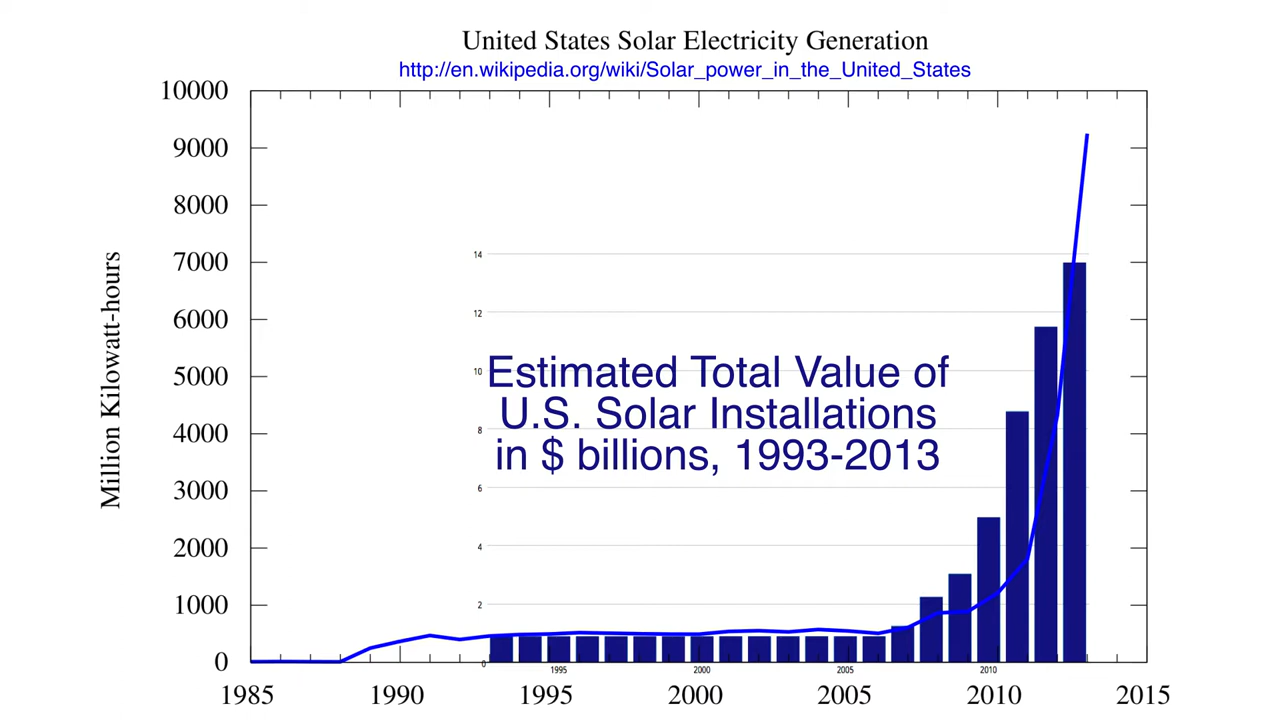 United States Solar Electricity Generation
http://en.wikipedia.org/wiki/Solar_power_in_the_United_States
10000
9000
8000
7000
6000
5000
4000
3000
2000
1000
0
Million Kilowatt-hours
14
12
10
8
6
4
2
0
Estimated Total Value of
U.S. Solar Installations
in $ billions, 1993-2013
1995 2000 2005 2010
1985 1990 1995 2000 2005 2010 2015